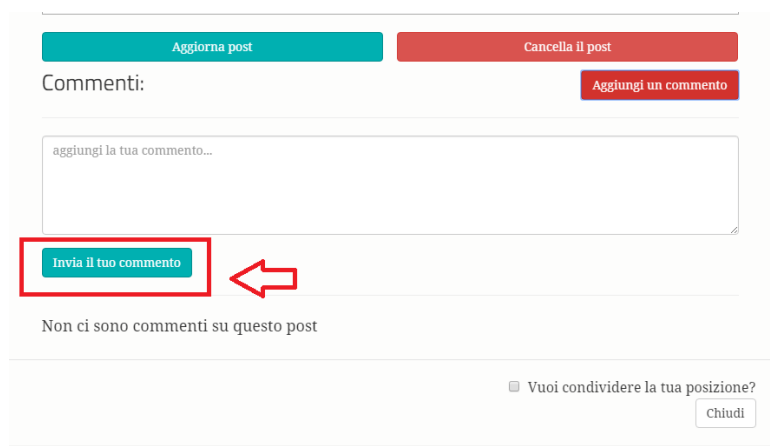 Aggiorna post
Cancella il post
Commenti:
Aggiungi un commento
aggiungi la tua commento...
Invia il tuo commento
Non ci sono commenti su questo post
Vuoi condividere la tua posizione?
Chiudi